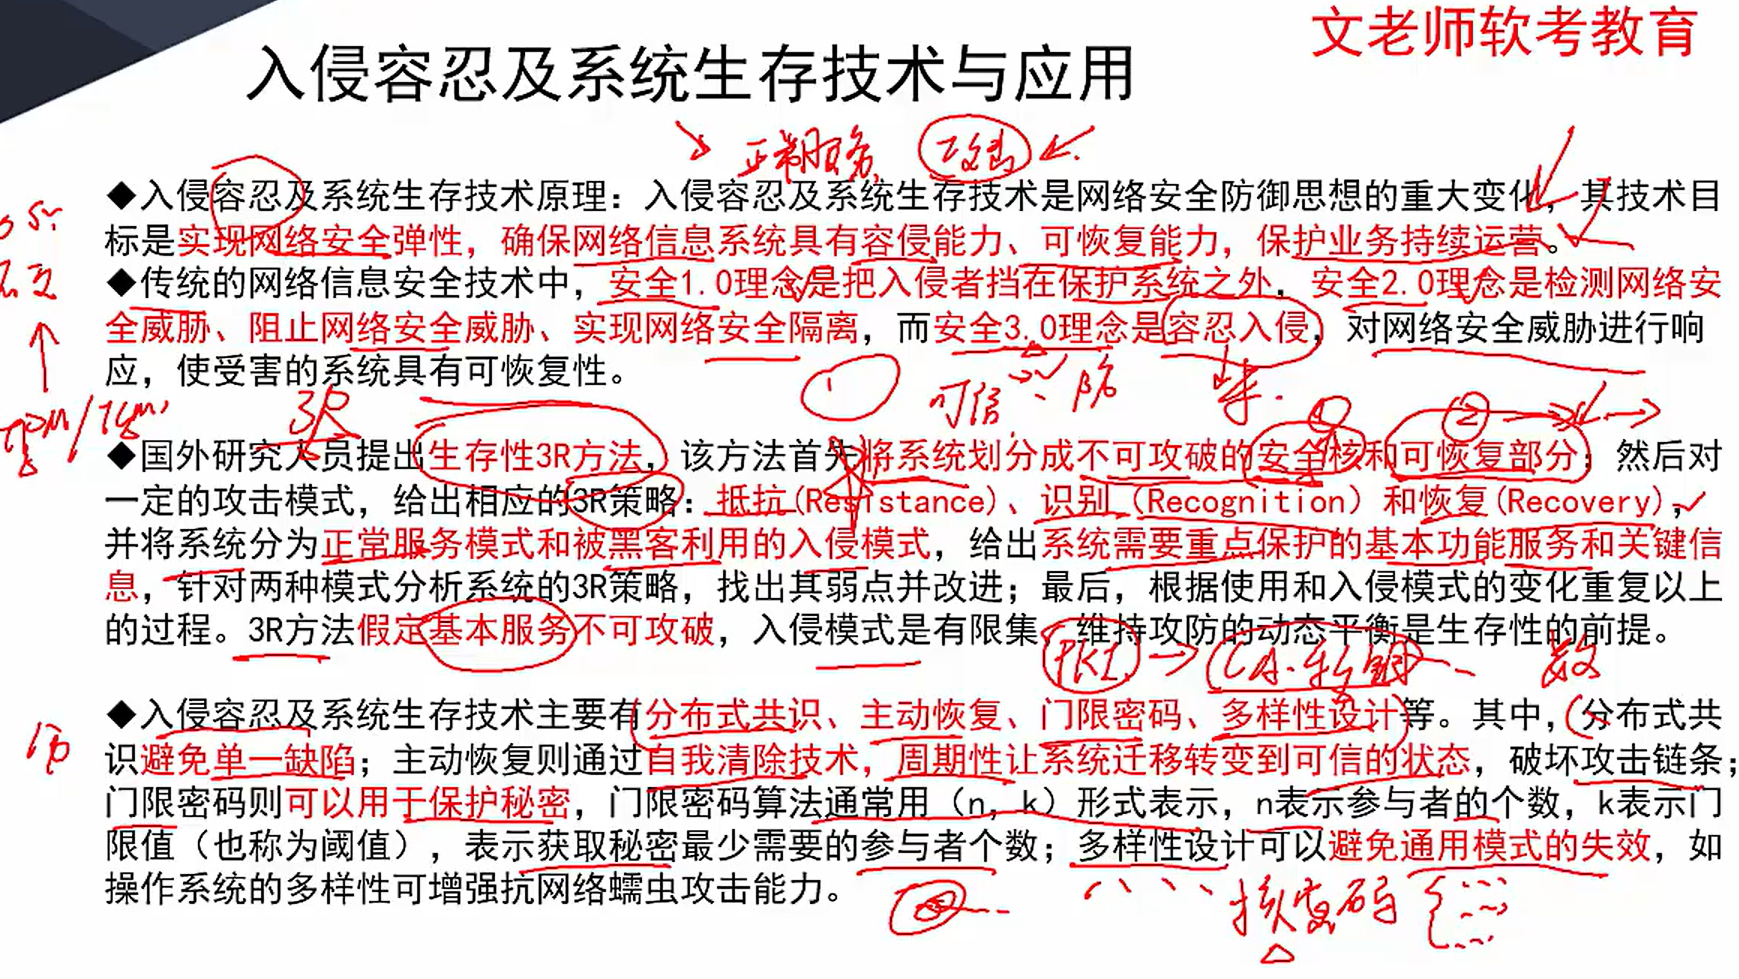 文老师软考教育
入侵容忍及系统生存技术与应用
正常服务 攻击
◆入侵容忍及系统生存技术原理：入侵容忍及系统生存技术是网络安全防御思想的重大变化，其技术目
标是实现网络安全弹性，确保网络信息系统具有容侵能力、可恢复能力，保护业务持续运营。
◆传统的网络信息安全技术中，安全1.0理念是把入侵者挡在保护系统之外，安全2.0理念是检测网络安
全威胁、阻止网络安全威胁、实现网络安全隔离，而安全3.0理念是容忍入侵，对网络安全威胁进行响
应，使受害的系统具有可恢复性。
可信
3R
①
②
◆国外研究人员提出生存性3R方法，该方法首先将系统划分成不可攻破的安全核和可恢复部分；然后对
一定的攻击模式，给出相应的3R策略：抵抗(Resistance)、识别（Recognition）和恢复(Recovery)，
并将系统分为正常服务模式和被黑客利用的入侵模式，给出系统需要重点保护的基本功能服务和关键信
息，针对两种模式分析系统的3R策略，找出其弱点并改进；最后，根据使用和入侵模式的变化重复以上
的过程。3R方法假定基本服务不可攻破，入侵模式是有限集，维持攻防的动态平衡是生存性的前提。
PKI
◆入侵容忍及系统生存技术主要有分布式共识、主动恢复、门限密码、多样性设计等。其中，分布式共
识避免单一缺陷；主动恢复则通过自我清除技术，周期性让系统迁移转变到可信的状态，破坏攻击链条；
门限密码则可以用于保护秘密，门限密码算法通常用（n，k）形式表示，n表示参与者的个数，k表示门
限值（也称为阈值），表示获取秘密最少需要的参与者个数；多样性设计可以避免通用模式的失效，如
操作系统的多样性可增强抗网络蠕虫攻击能力。